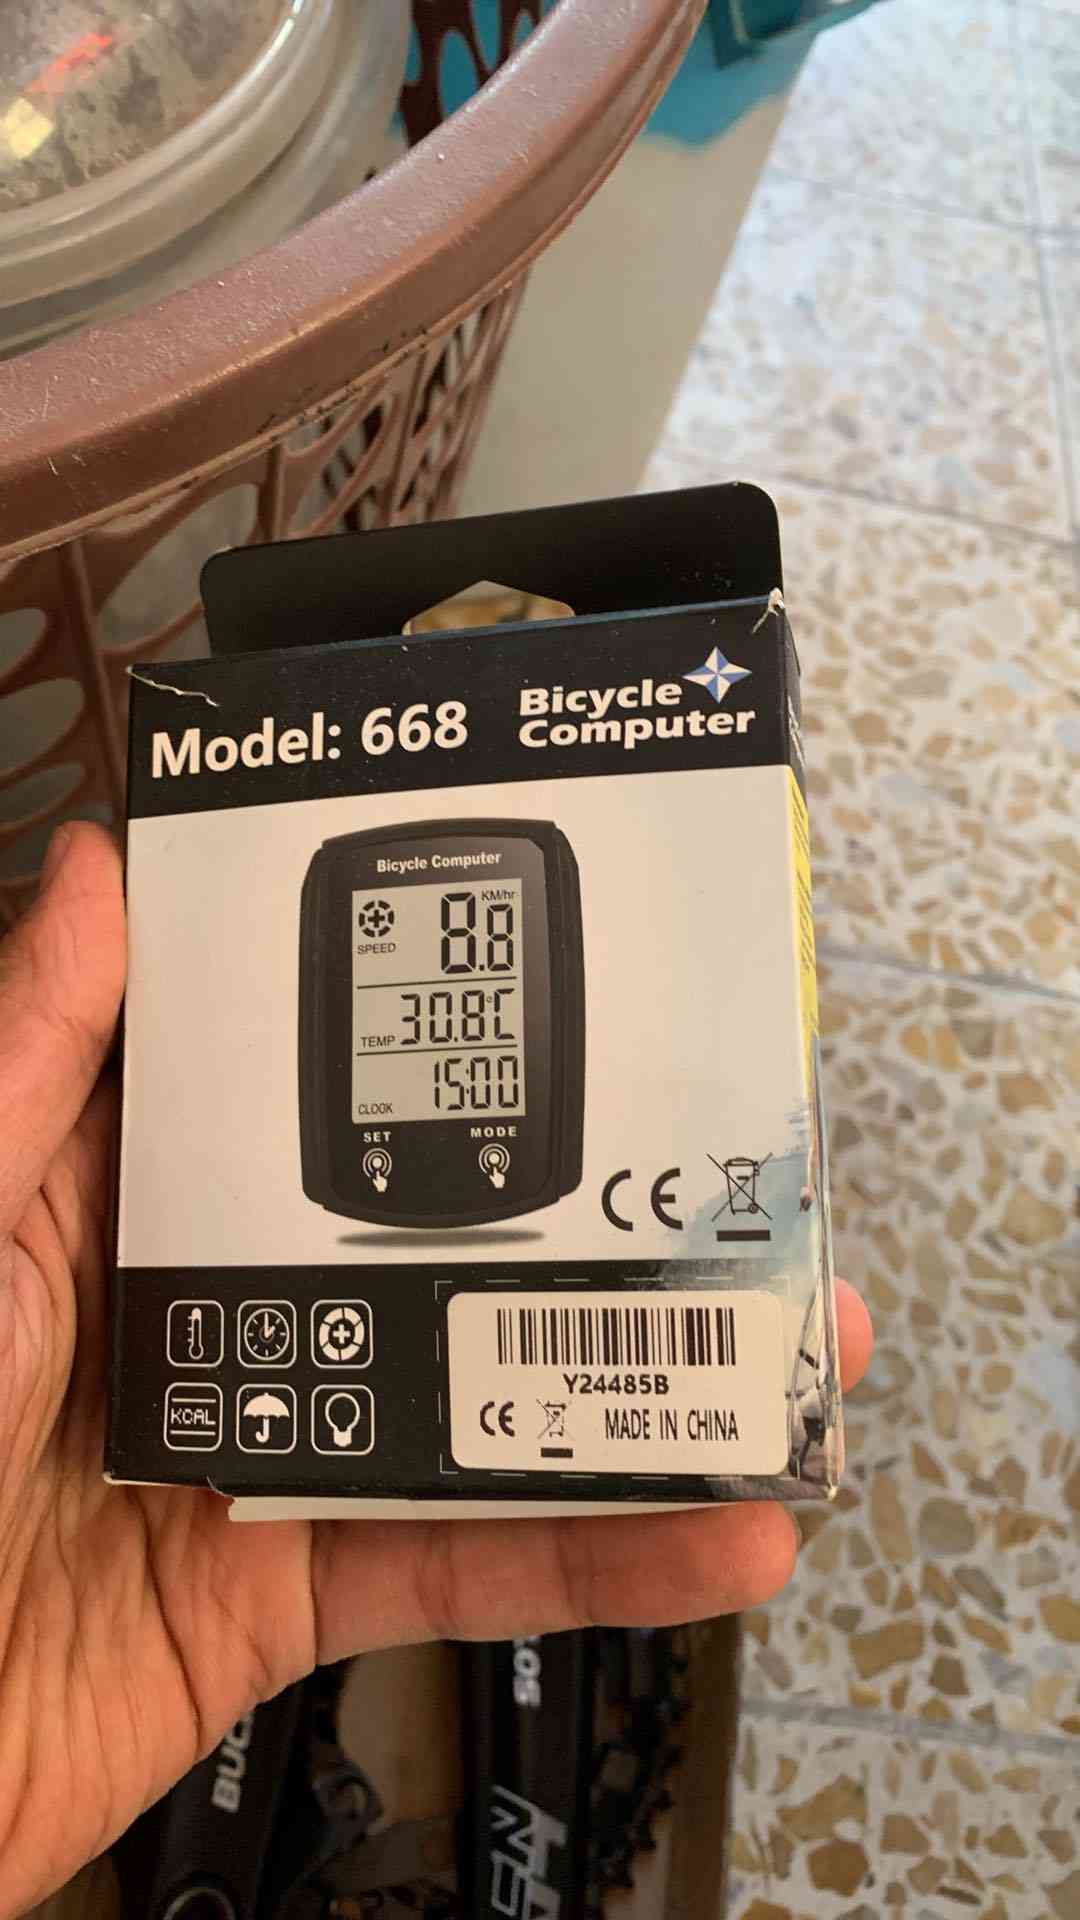 Model: 668
Bicycle
Computer
Bicycle Computer
KM/hr
8.8
SPEED
30.8°C
TEMP
15:00
CLOOK
SET MODE
CE
KCAL
Y24485B
CE MADE IN CHINA